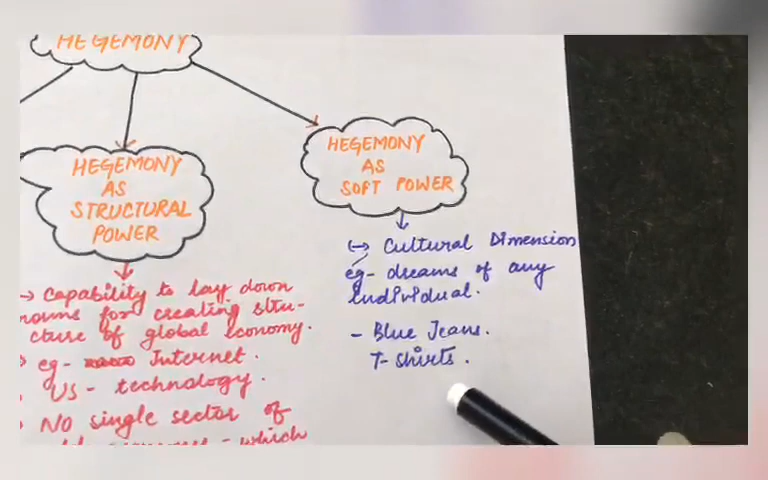 HEGEMONY
HEGEMONY
AS
STRUCTURAL
POWER
→ Capability to lay down
norms for creating stru-
cture of global economy.
eg- Internet.
US - technology.
No single sector of
- which
HEGEMONY
AS
SOFT POWER
↳ Cultural Dimension
eg- dreams of any
individual.
- Blue Jeans.
T-shirts.